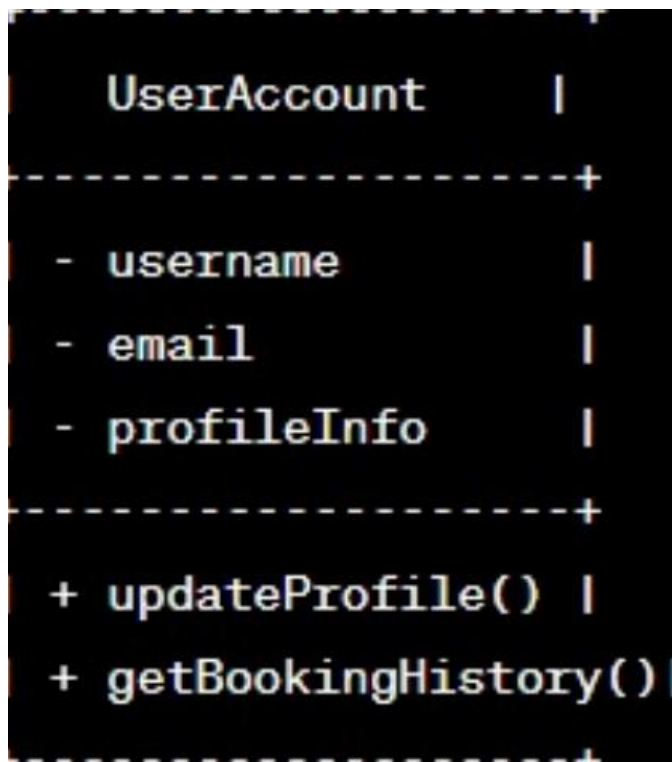 +---------------------+
|   UserAccount     |
+---------------------+
| - username          |
| - email             |
| - profileInfo       |
+---------------------+
| + updateProfile() |
| + getBookingHistory()|
+---------------------+